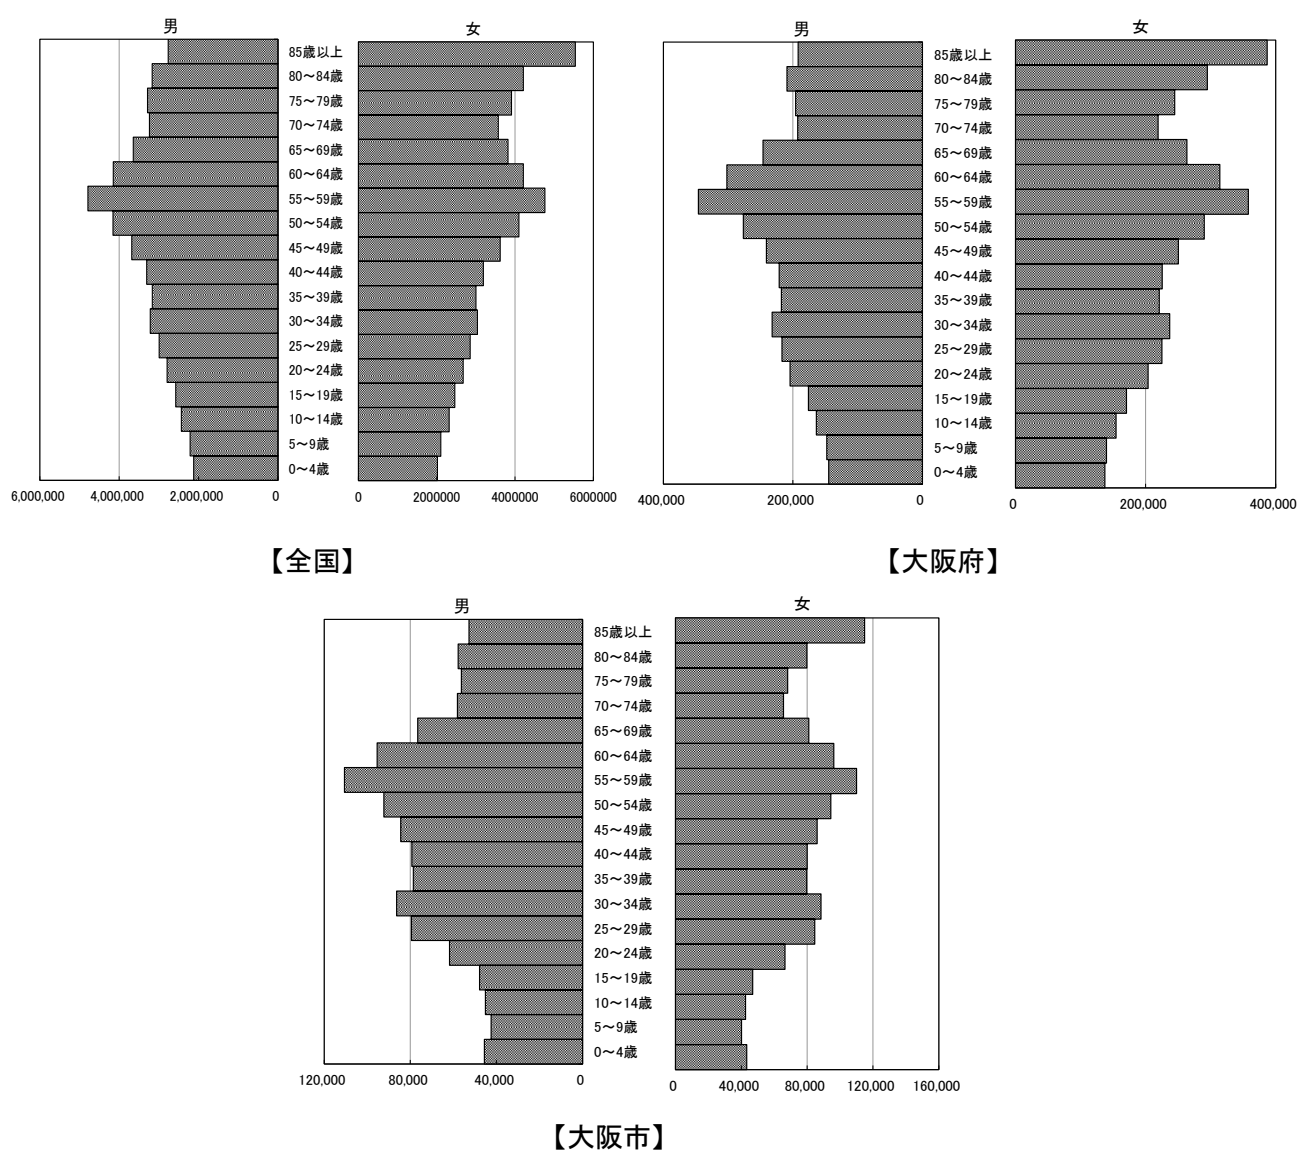 男 女
85歳以上
80～84歳
75～79歳
70～74歳
65～69歳
60～64歳
55～59歳
50～54歳
45～49歳
40～44歳
35～39歳
30～34歳
25～29歳
20～24歳
15～19歳
10～14歳
5～9歳
0～4歳
6,000,000 4,000,000 2,000,000 0 0 2000000 4000000 6000000
【全国】
男 女
85歳以上
80～84歳
75～79歳
70～74歳
65～69歳
60～64歳
55～59歳
50～54歳
45～49歳
40～44歳
35～39歳
30～34歳
25～29歳
20～24歳
15～19歳
10～14歳
5～9歳
0～4歳
400,000 200,000 0 0 200,000 400,000
【大阪府】
男 女
85歳以上
80～84歳
75～79歳
70～74歳
65～69歳
60～64歳
55～59歳
50～54歳
45～49歳
40～44歳
35～39歳
30～34歳
25～29歳
20～24歳
15～19歳
10～14歳
5～9歳
0～4歳
120,000 80,000 40,000 0 0 40,000 80,000 120,000 160,000
【大阪市】